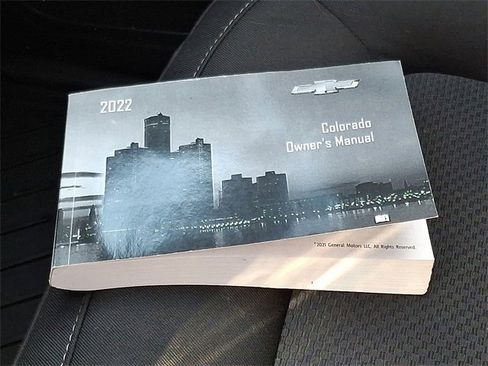 2022
Colorado
Owner's Manual
©2021 General Motors LLC. All Rights Reserved.